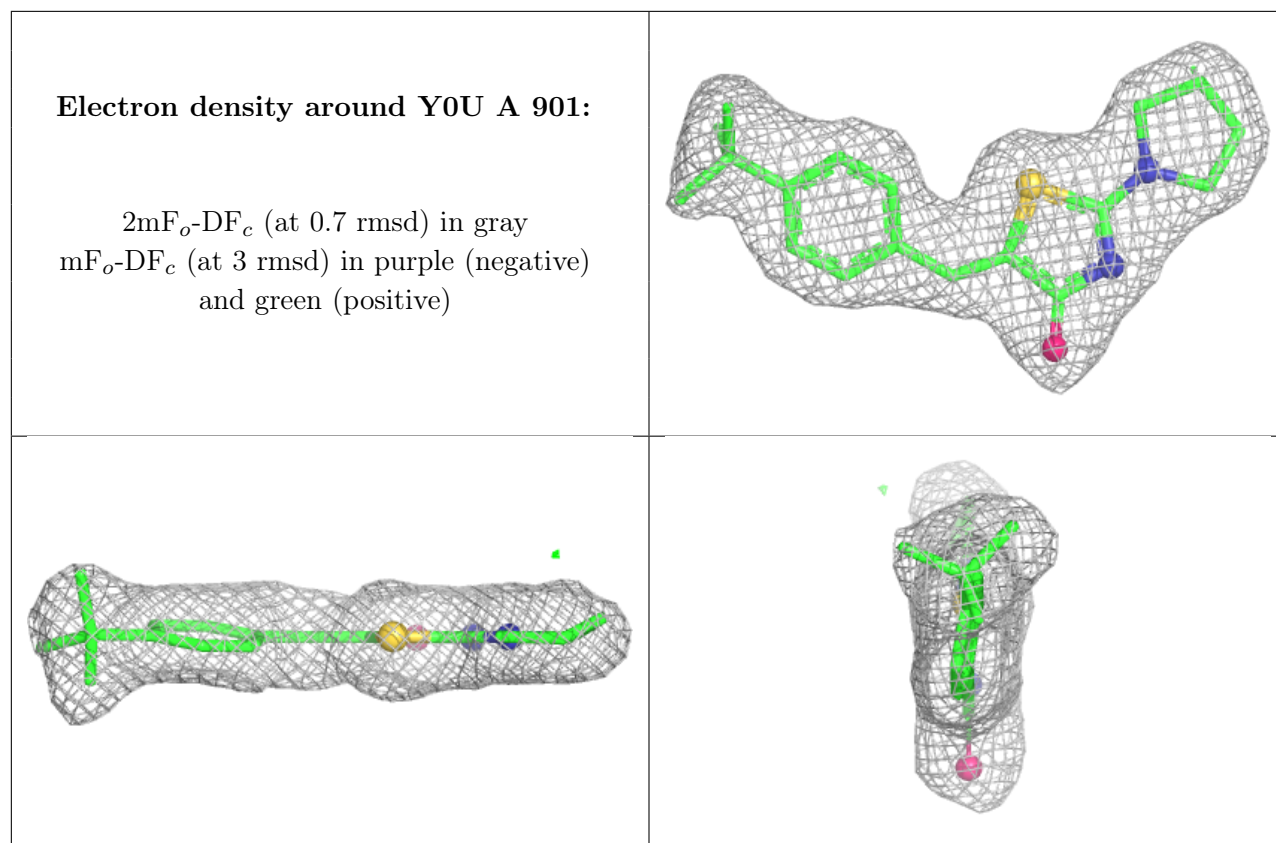 Electron density around Y0U A 901:
2mFₒ-DF𝒸 (at 0.7 rmsd) in gray
mFₒ-DF𝒸 (at 3 rmsd) in purple (negative)
and green (positive)